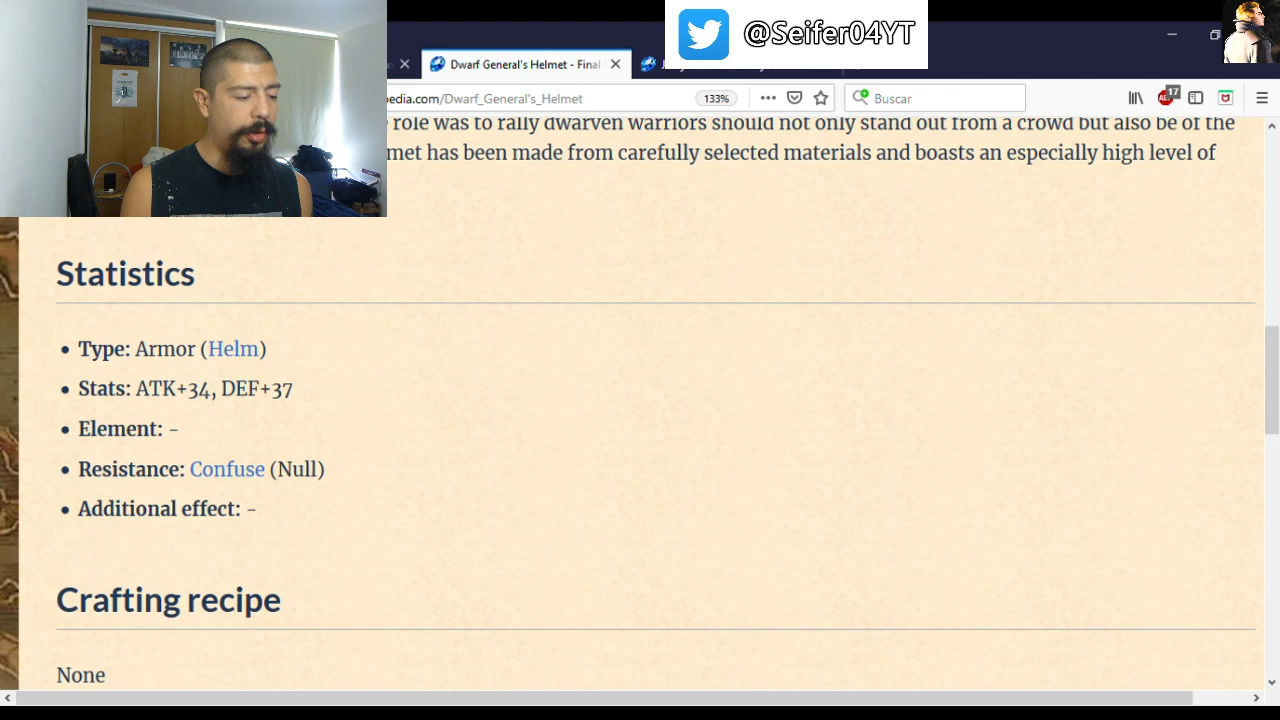 @Seifer04YT
Dwarf General's Helmet - Final
pedia.com/Dwarf_General's_Helmet
133%
Buscar
17
role was to rally dwarven warriors should not only stand out from a crowd but also be of the
met has been made from carefully selected materials and boasts an especially high level of
Statistics
• Type: Armor (Helm)
• Stats: ATK+34, DEF+37
• Element: -
• Resistance: Confuse (Null)
• Additional effect: -
Crafting recipe
None